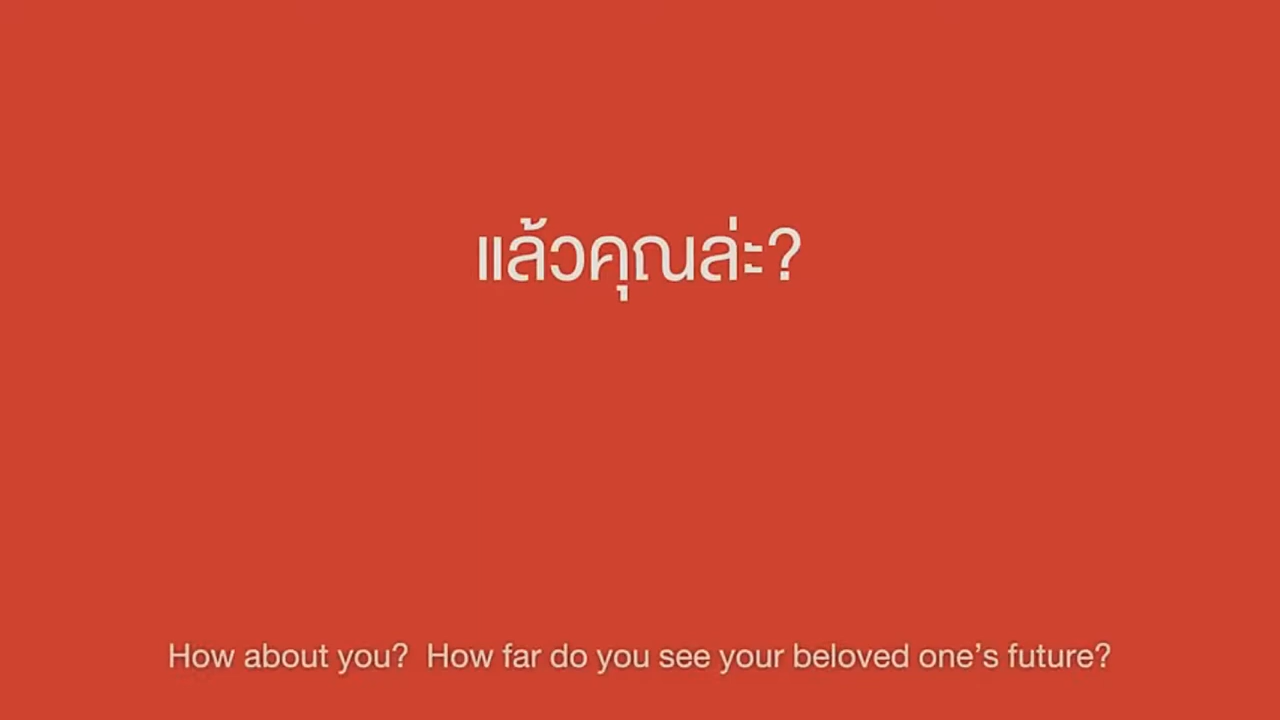 แล้วคุณล่ะ?
How about you?  How far do you see your beloved one’s future?